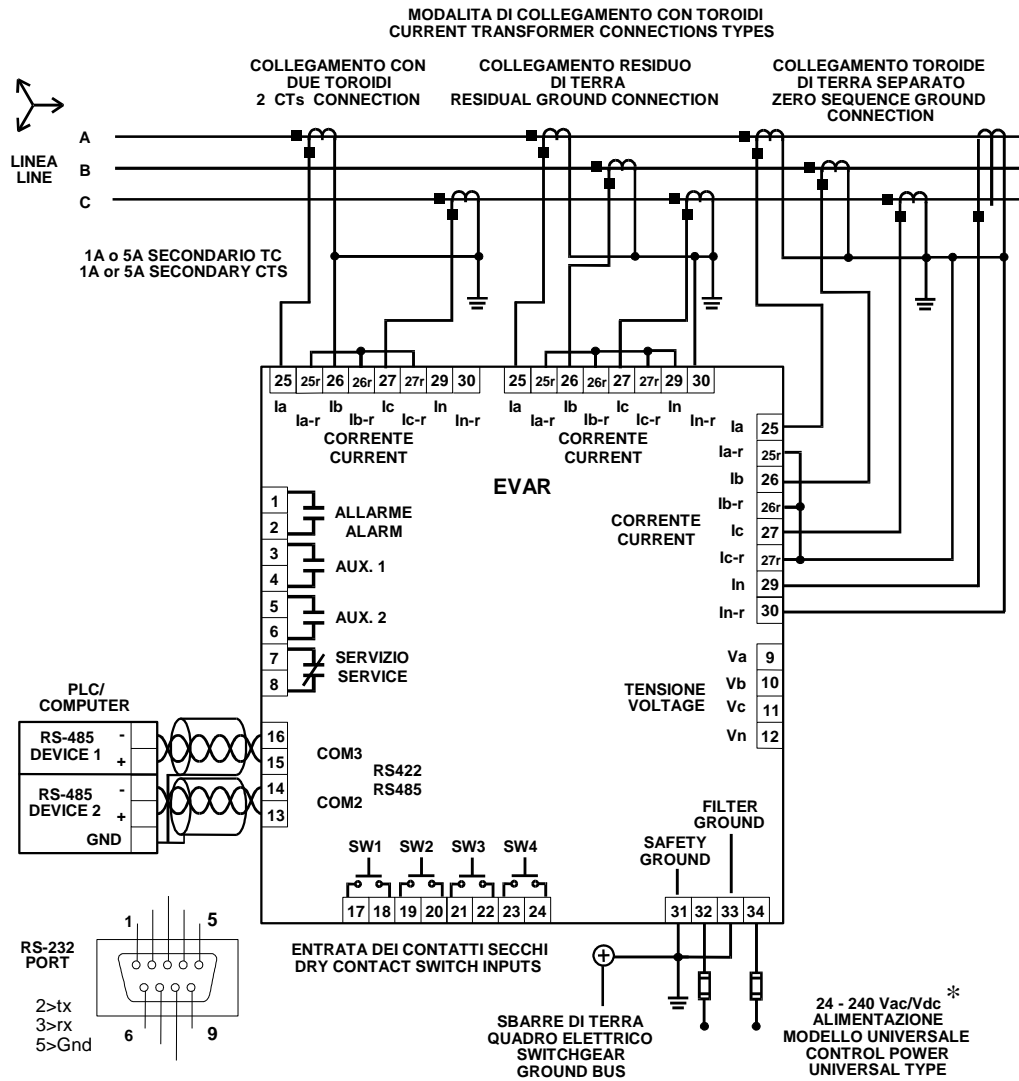 MODALITA DI COLLEGAMENTO CON TOROIDI
CURRENT TRANSFORMER CONNECTIONS TYPES
COLLEGAMENTO CON
DUE TOROIDI
2 CTs CONNECTION
COLLEGAMENTO RESIDUO
DI TERRA
RESIDUAL GROUND CONNECTION
COLLEGAMENTO TOROIDE
DI TERRA SEPARATO
ZERO SEQUENCE GROUND
CONNECTION
LINEA
LINE
A
B
C
1A o 5A SECONDARIO TC
1A or 5A SECONDARY CTS
25 25r 26 26r 27 27r 29 30
Ia Ia-r Ib Ib-r Ic Ic-r In In-r
CORRENTE
CURRENT
25 25r 26 26r 27 27r 29 30
Ia Ia-r Ib Ib-r Ic Ic-r In In-r
CORRENTE
CURRENT
Ia 25
Ia-r 25r
Ib 26
Ib-r 26r
Ic 27
Ic-r 27r
In 29
In-r 30
CORRENTE
CURRENT
EVAR
1
2
ALLARME
ALARM
3
4
AUX. 1
5
6
AUX. 2
7
8
SERVIZIO
SERVICE
Va 9
Vb 10
Vc 11
Vn 12
TENSIONE
VOLTAGE
PLC/
COMPUTER
RS-485
DEVICE 1
-
+
RS-485
DEVICE 2
-
+
GND
16
15
14
13
COM3
COM2
RS422
RS485
SW1 SW2 SW3 SW4
17 18 19 20 21 22 23 24
ENTRATA DEI CONTATTI SECCHI
DRY CONTACT SWITCH INPUTS
FILTER
GROUND
SAFETY
GROUND
31 32 33 34
RS-232
PORT
1 5
6 9
2>tx
3>rx
5>Gnd
SBARRE DI TERRA
QUADRO ELETTRICO
SWITCHGEAR
GROUND BUS
24 - 240 Vac/Vdc *
ALIMENTAZIONE
MODELLO UNIVERSALE
CONTROL POWER
UNIVERSAL TYPE